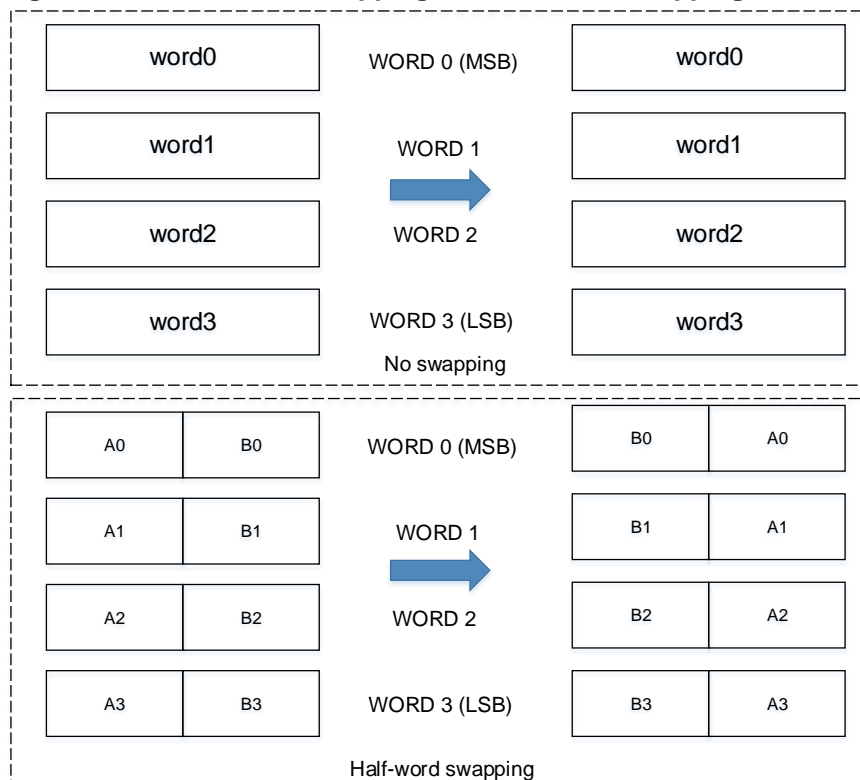 word0 WORD 0 (MSB) word0
word1 WORD 1 word1
word2 WORD 2 word2
word3 WORD 3 (LSB) word3
No swapping
A0 B0 WORD 0 (MSB) B0 A0
A1 B1 WORD 1 B1 A1
A2 B2 WORD 2 B2 A2
A3 B3 WORD 3 (LSB) B3 A3
Half-word swapping